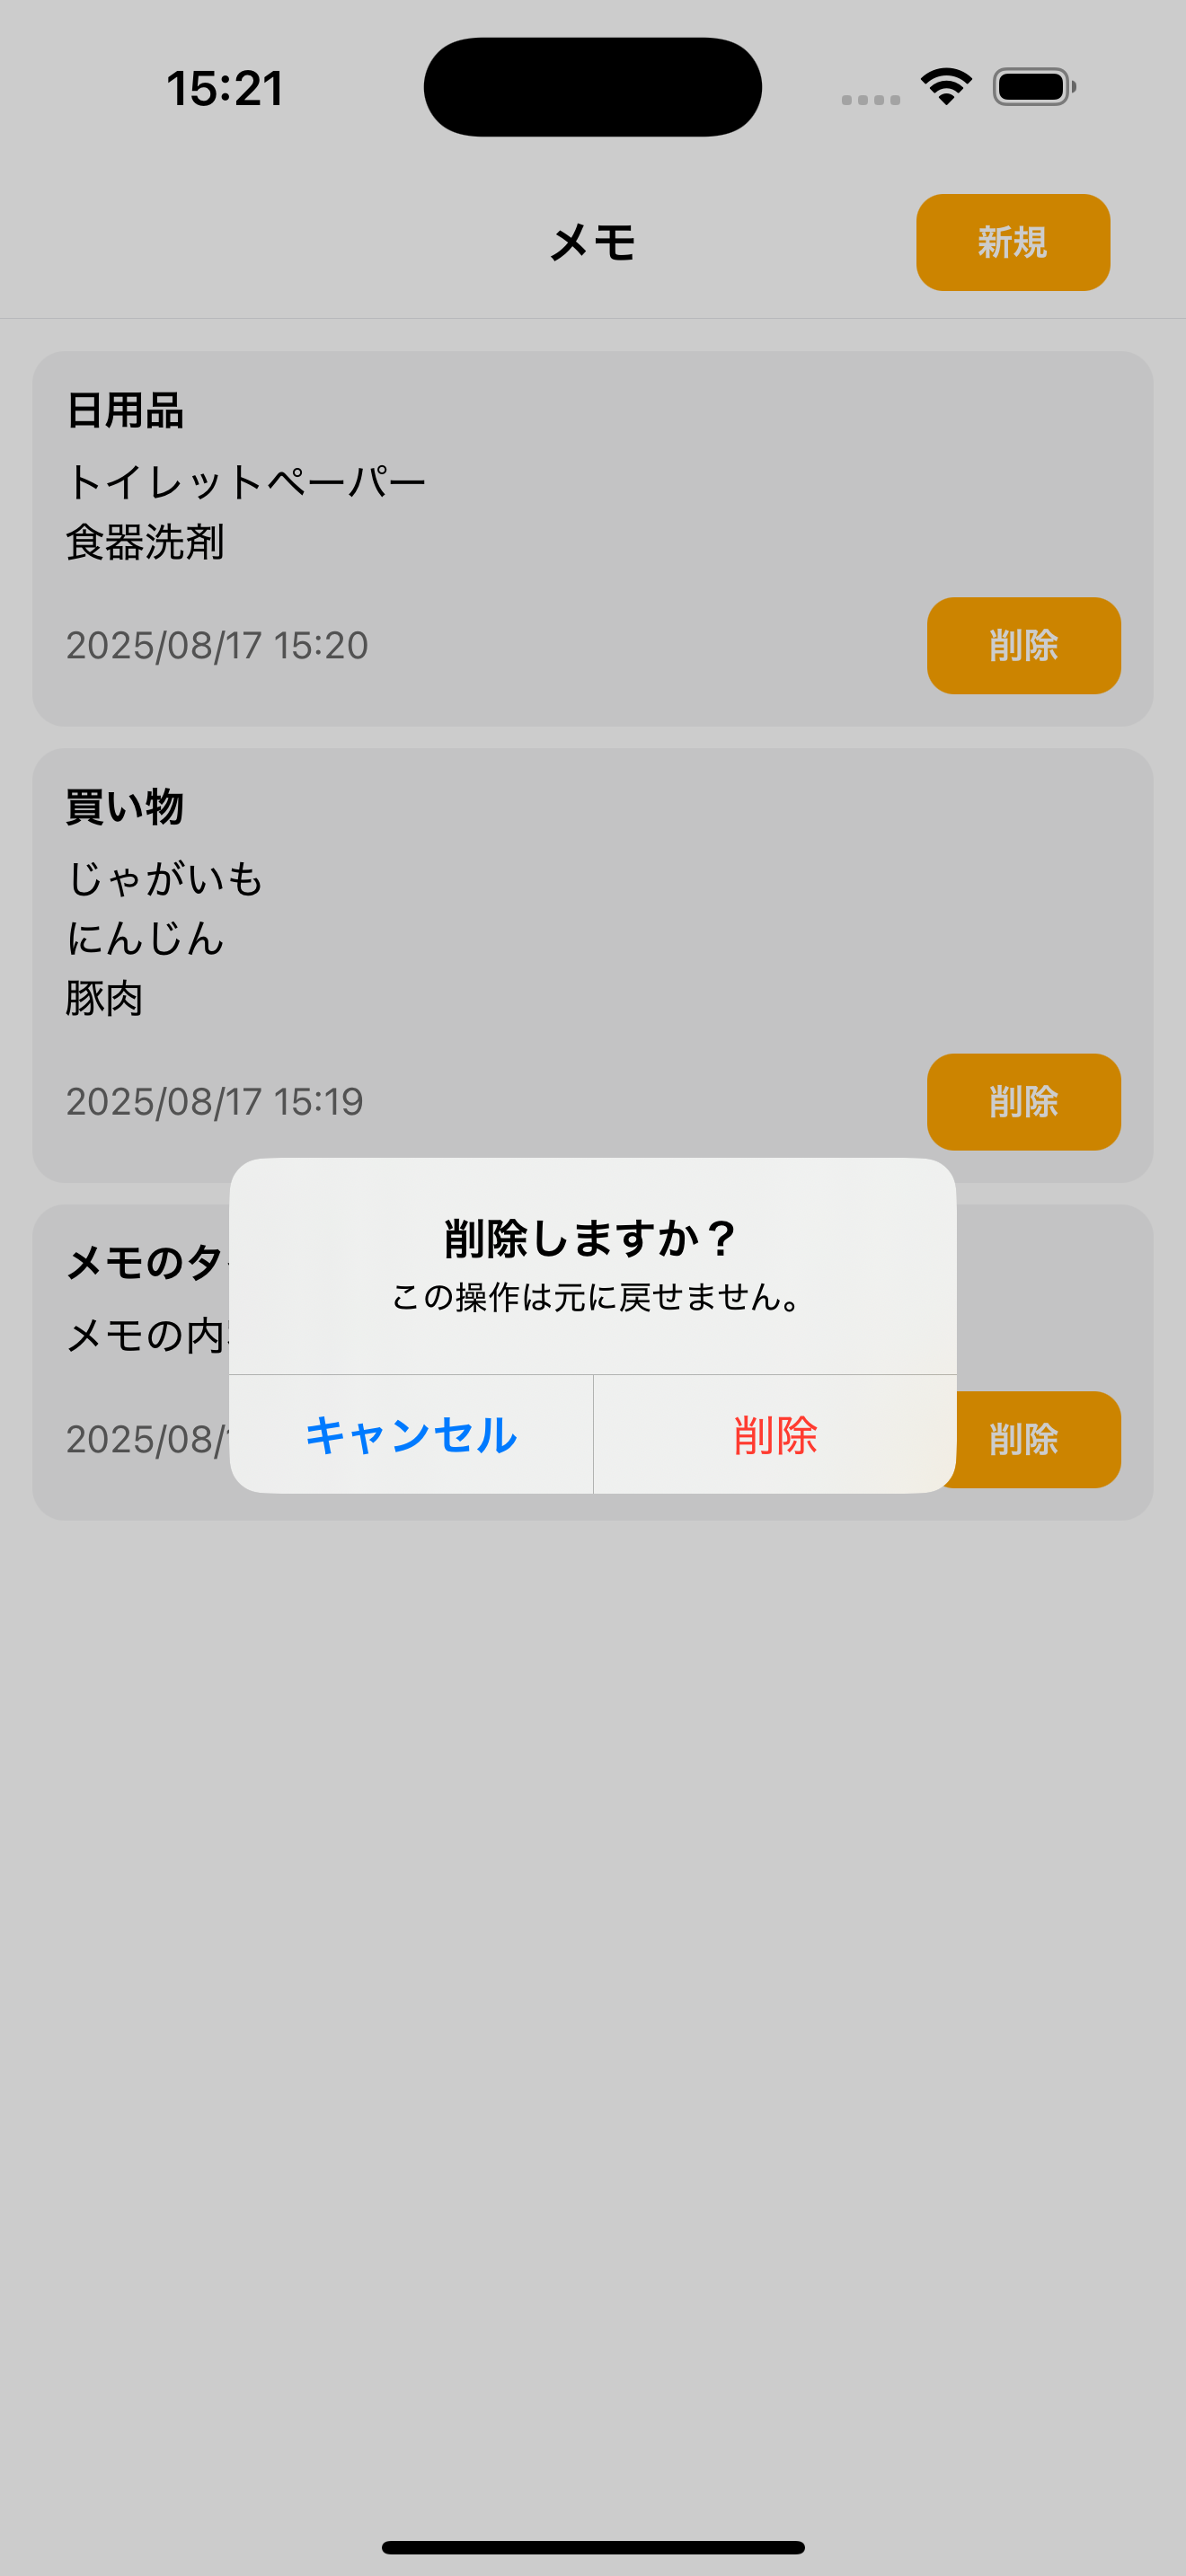 15:21
メモ
新規
日用品
トイレットペーパー
食器洗剤
2025/08/17 15:20
削除
買い物
じゃがいも
にんじん
豚肉
2025/08/17 15:19
削除
メモのタ
メモの内
2025/08/
削除
削除しますか？
この操作は元に戻せません。
キャンセル
削除